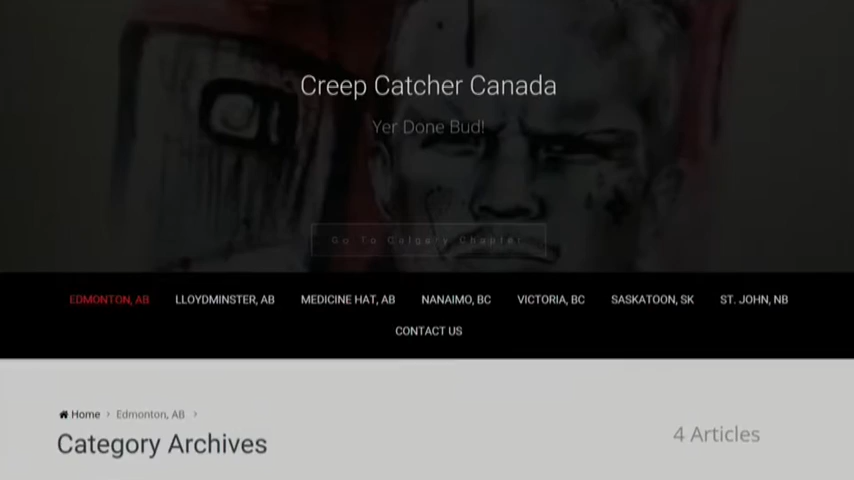 Creep Catcher Canada
Yer Done Bud!
Go To Calgary Chapter
EDMONTON, AB LLOYDMINSTER, AB MEDICINE HAT, AB NANAIMO, BC VICTORIA, BC SASKATOON, SK ST. JOHN, NB
CONTACT US
Home > Edmonton, AB >
Category Archives
4 Articles